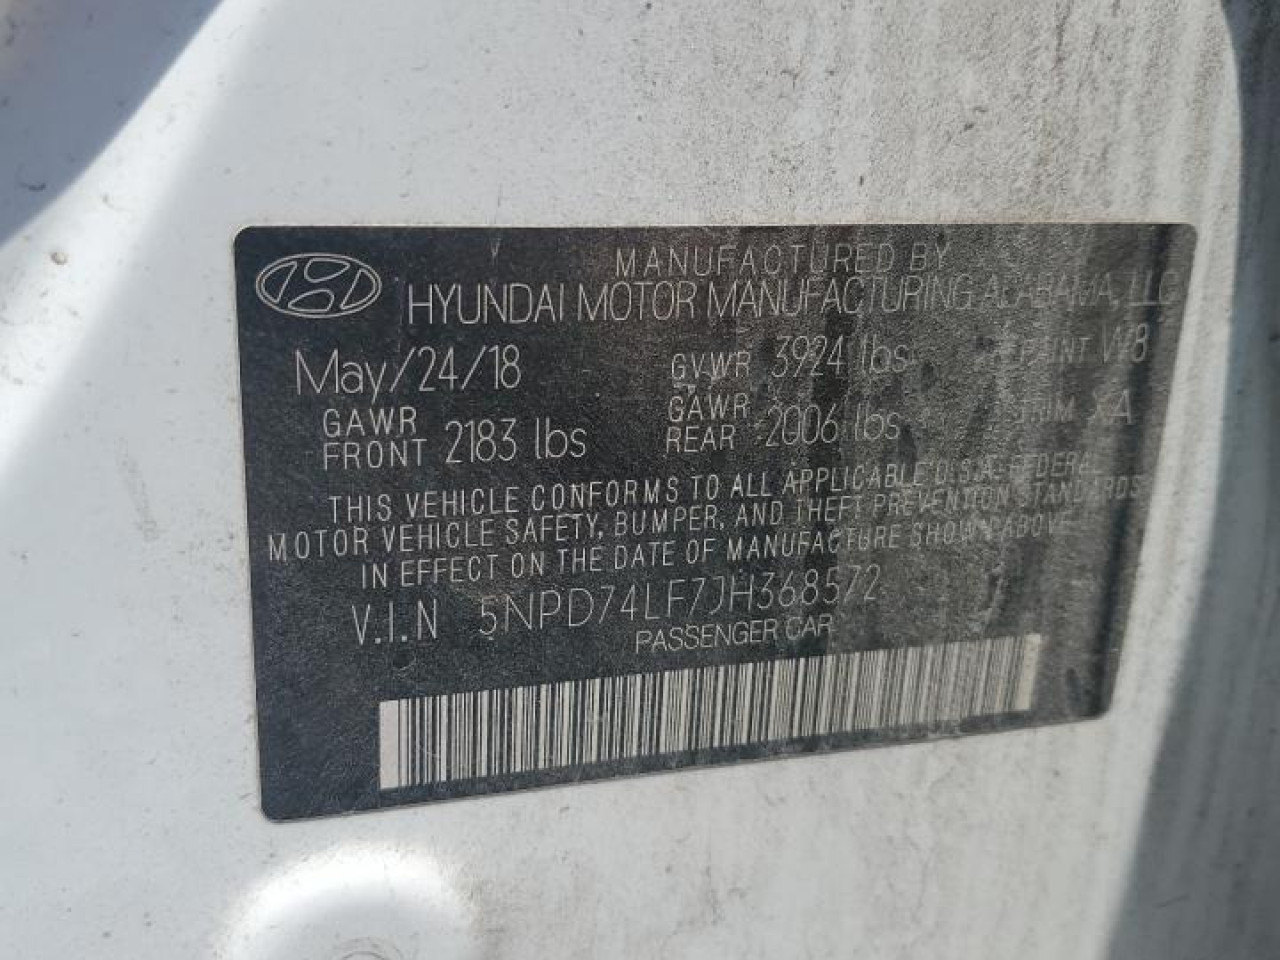 MANUFACTURED BY
HYUNDAI MOTOR MANUFACTURING ALABAMA, LLC
May/24/18 GVWR 3924 lbs PAINT W8
GAWR FRONT 2183 lbs GAWR REAR 2006 lbs TRIM XA
THIS VEHICLE CONFORMS TO ALL APPLICABLE U.S.A. FEDERAL
MOTOR VEHICLE SAFETY, BUMPER, AND THEFT PREVENTION STANDARDS
IN EFFECT ON THE DATE OF MANUFACTURE SHOWN ABOVE
V.I.N 5NPD74LF7JH368572
PASSENGER CAR